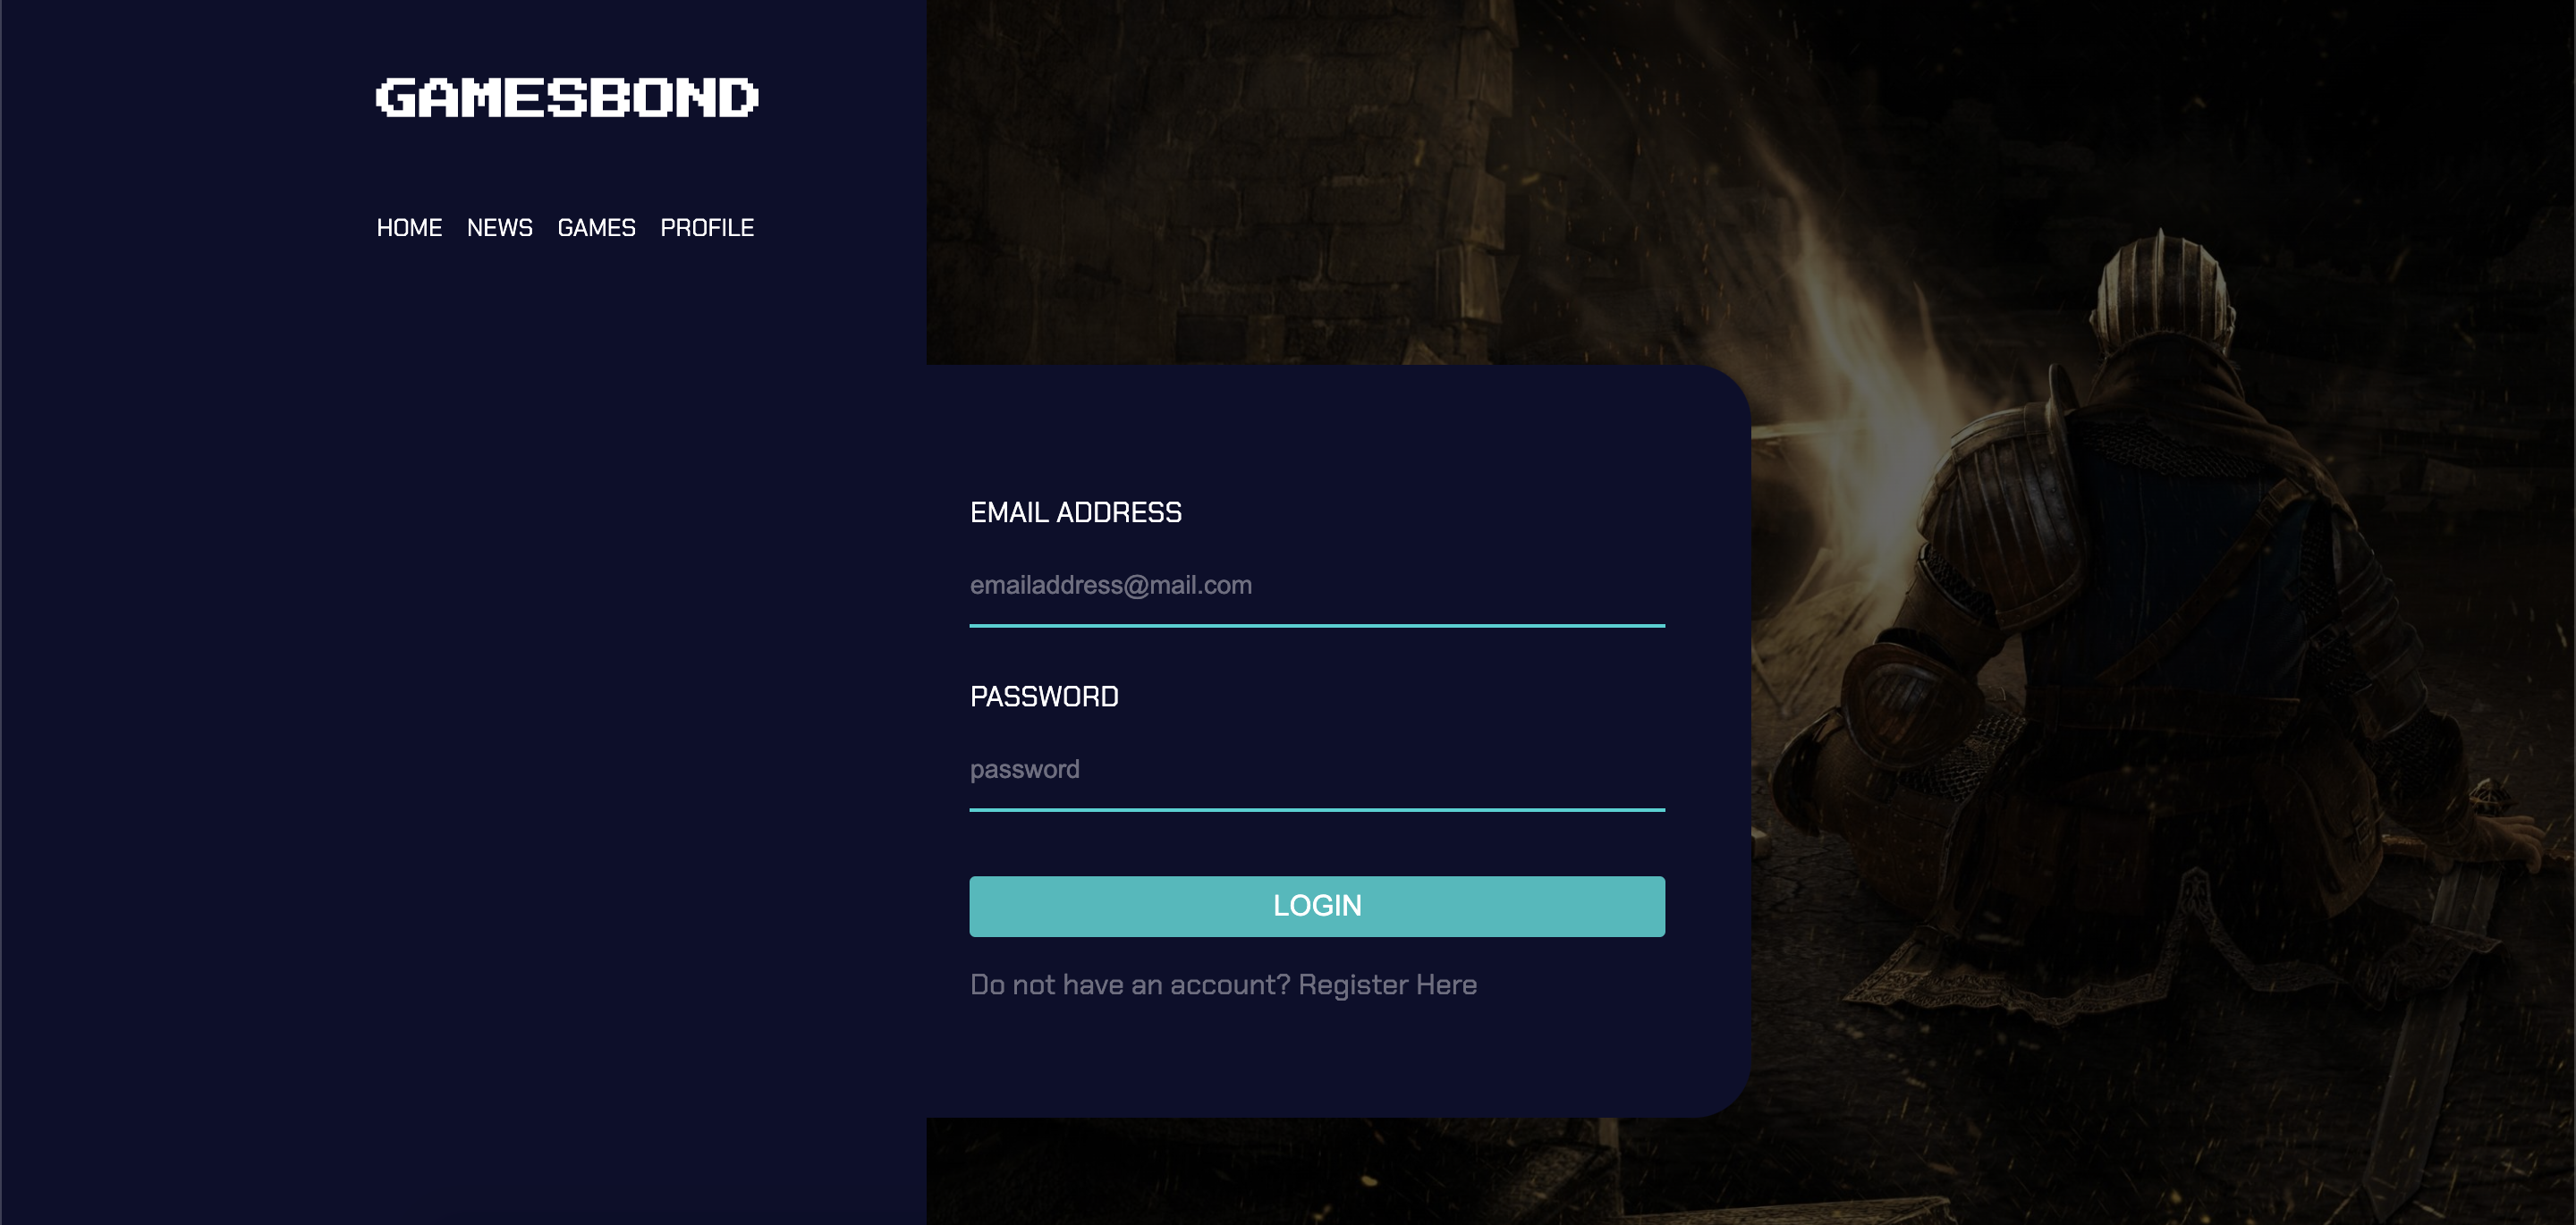 GAMESBOND
HOME NEWS GAMES PROFILE
EMAIL ADDRESS
emailaddress@mail.com
PASSWORD
password
LOGIN
Do not have an account? Register Here